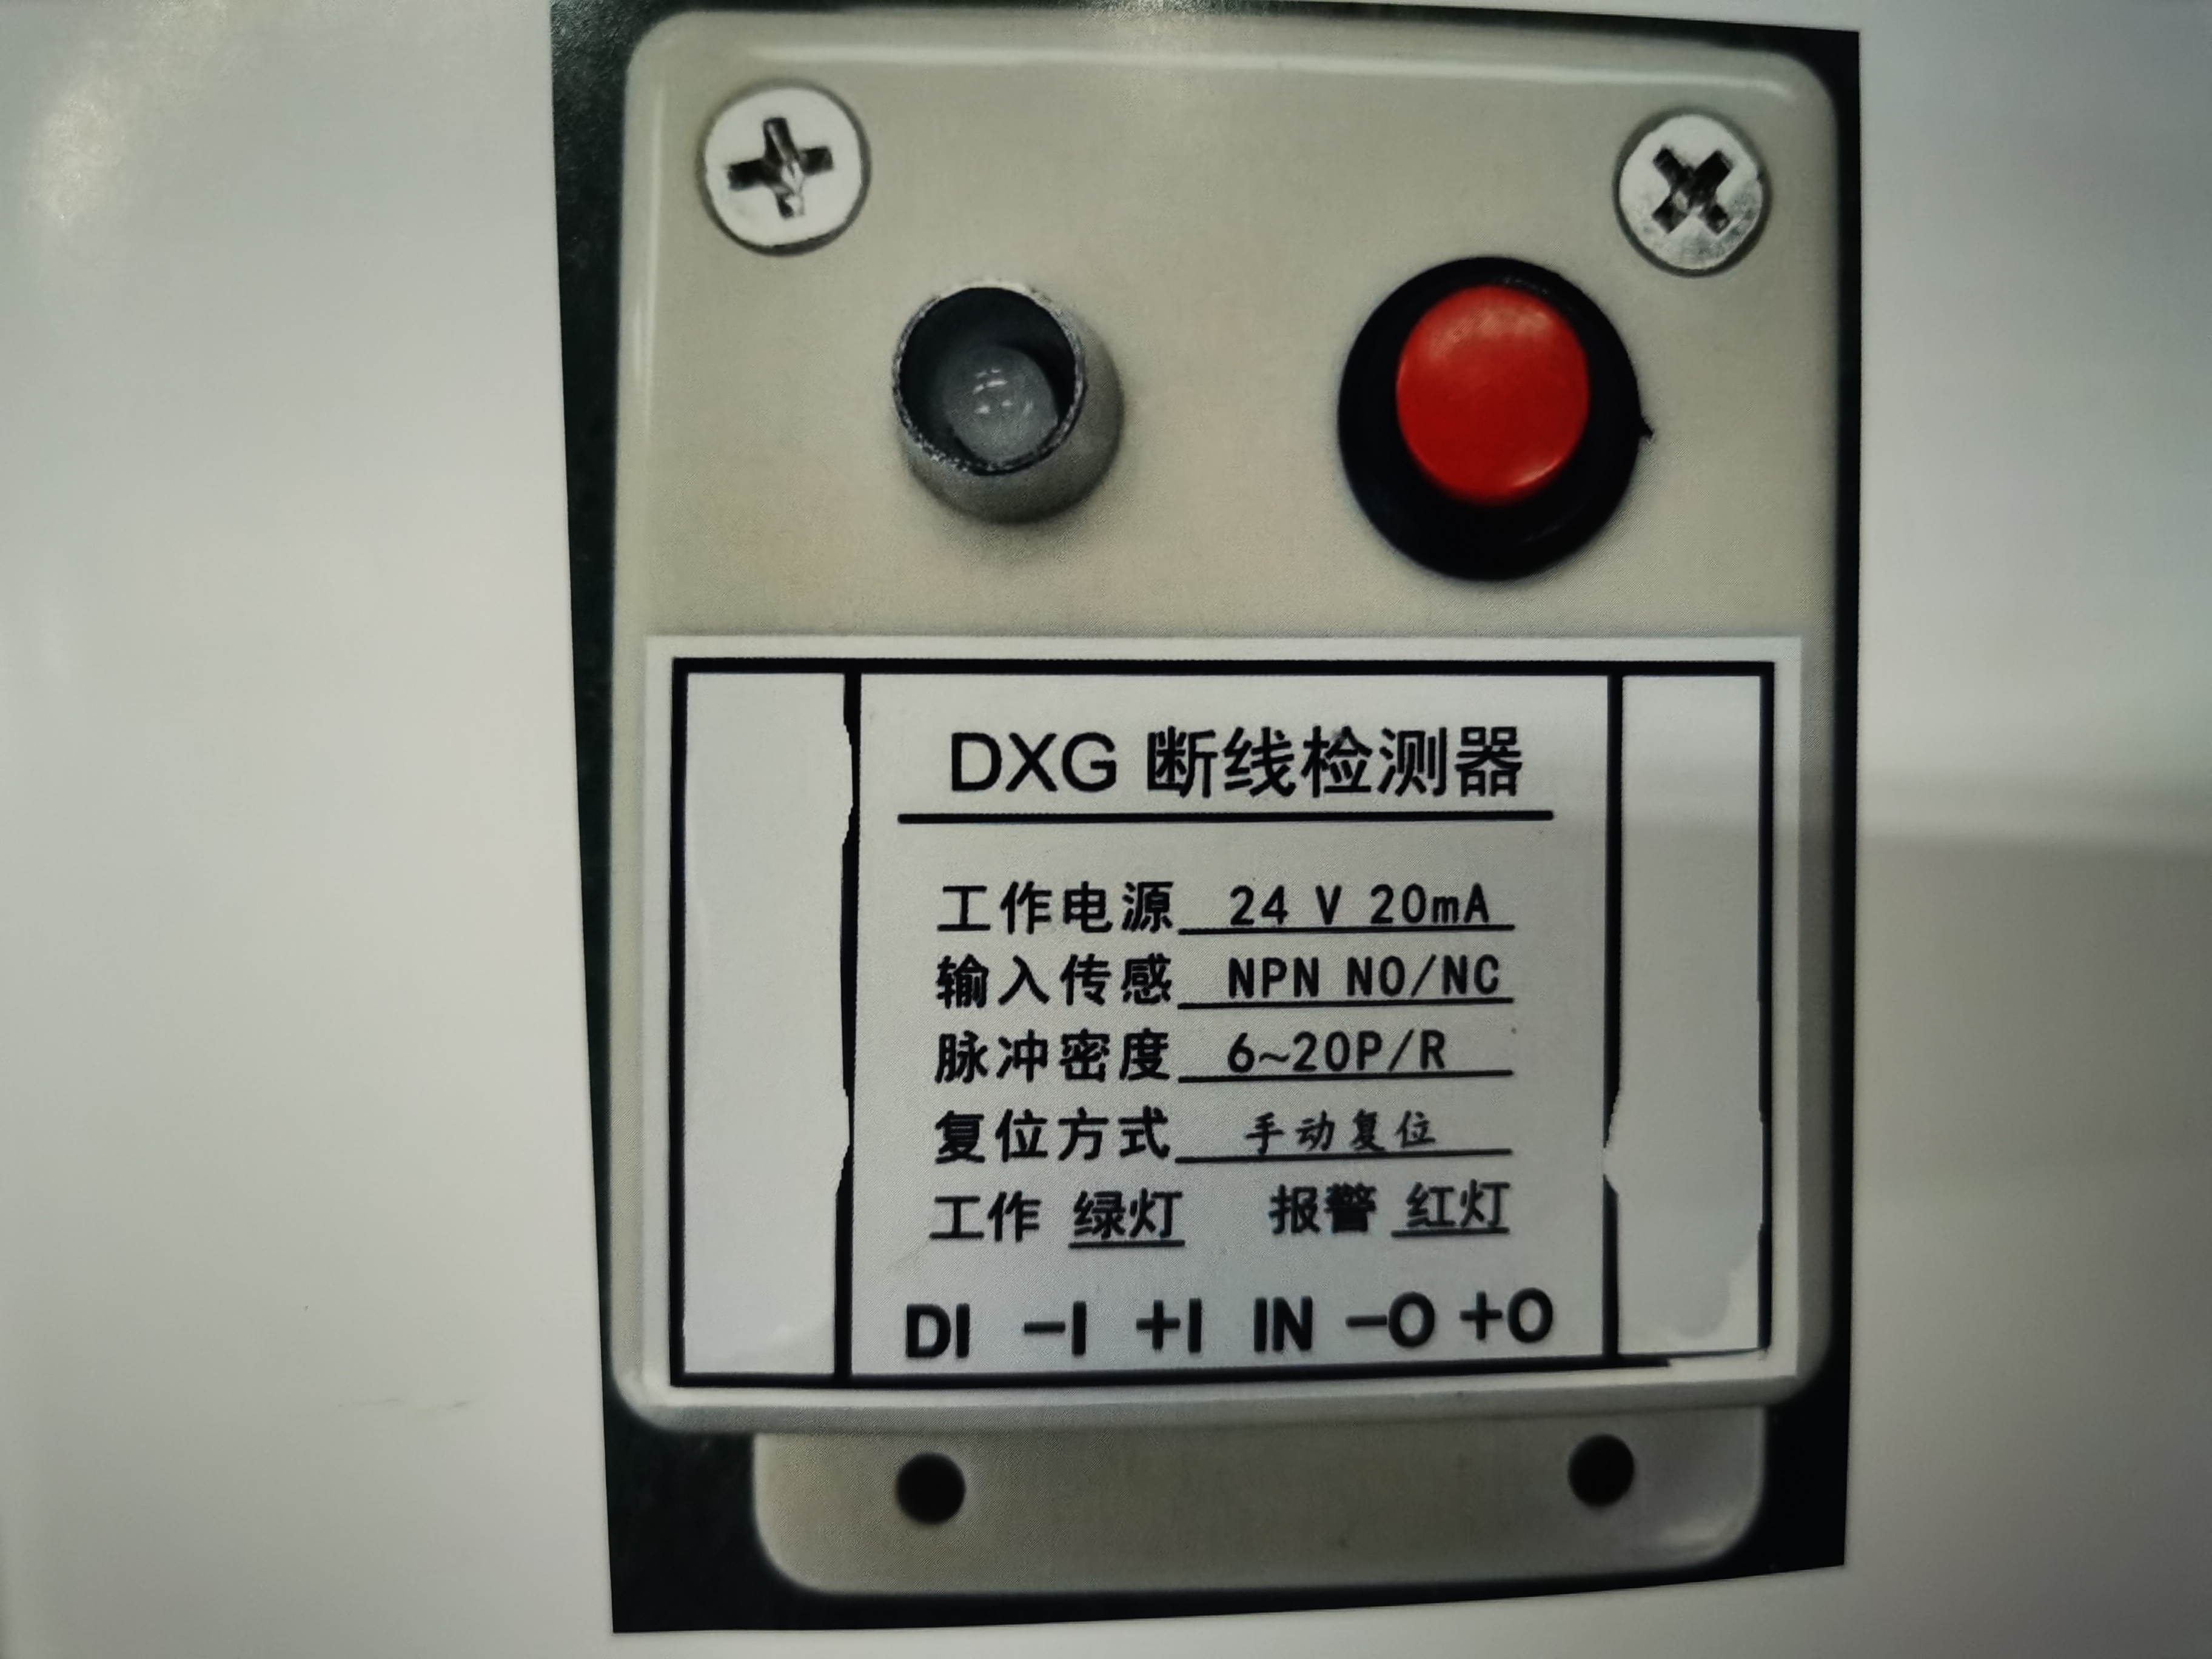 DXG 断线检测器
工作电源 24 V 20mA
输入传感 NPN NO/NC
脉冲密度 6~20P/R
复位方式 手动复位
工作 绿灯 报警 红灯
DI -I +I IN -O +O